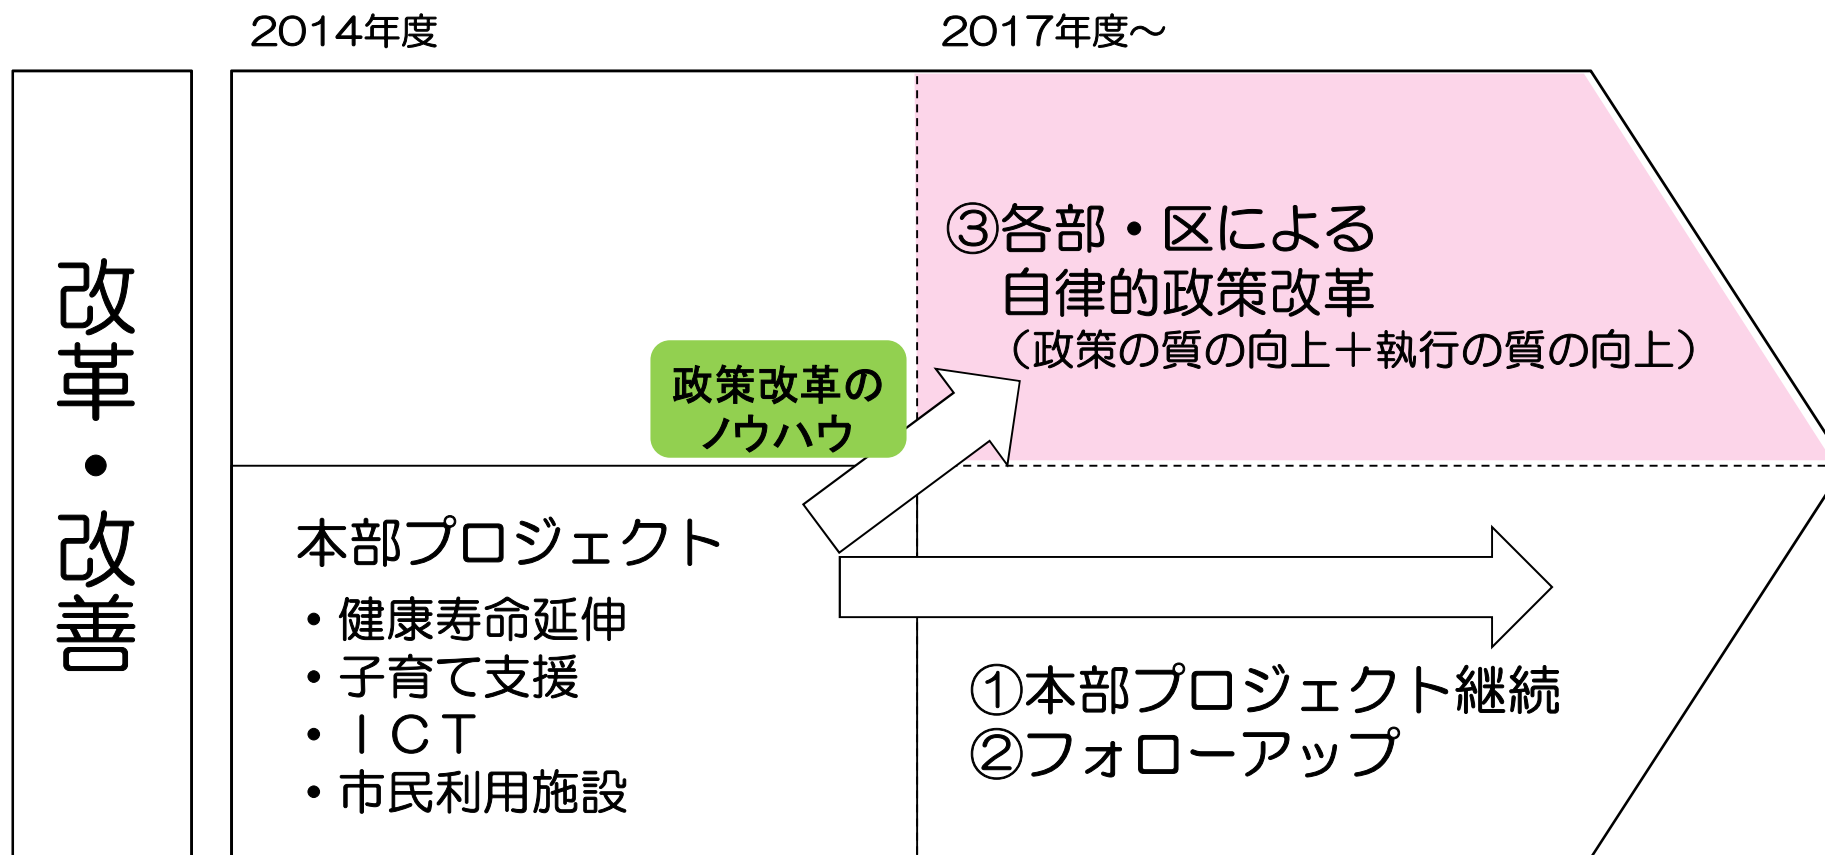 2014年度
2017年度～
改革・改善
③各部・区による
自律的政策改革
（政策の質の向上＋執行の質の向上）
政策改革の
ノウハウ
本部プロジェクト
・健康寿命延伸
・子育て支援
・ＩＣＴ
・市民利用施設
①本部プロジェクト継続
②フォローアップ